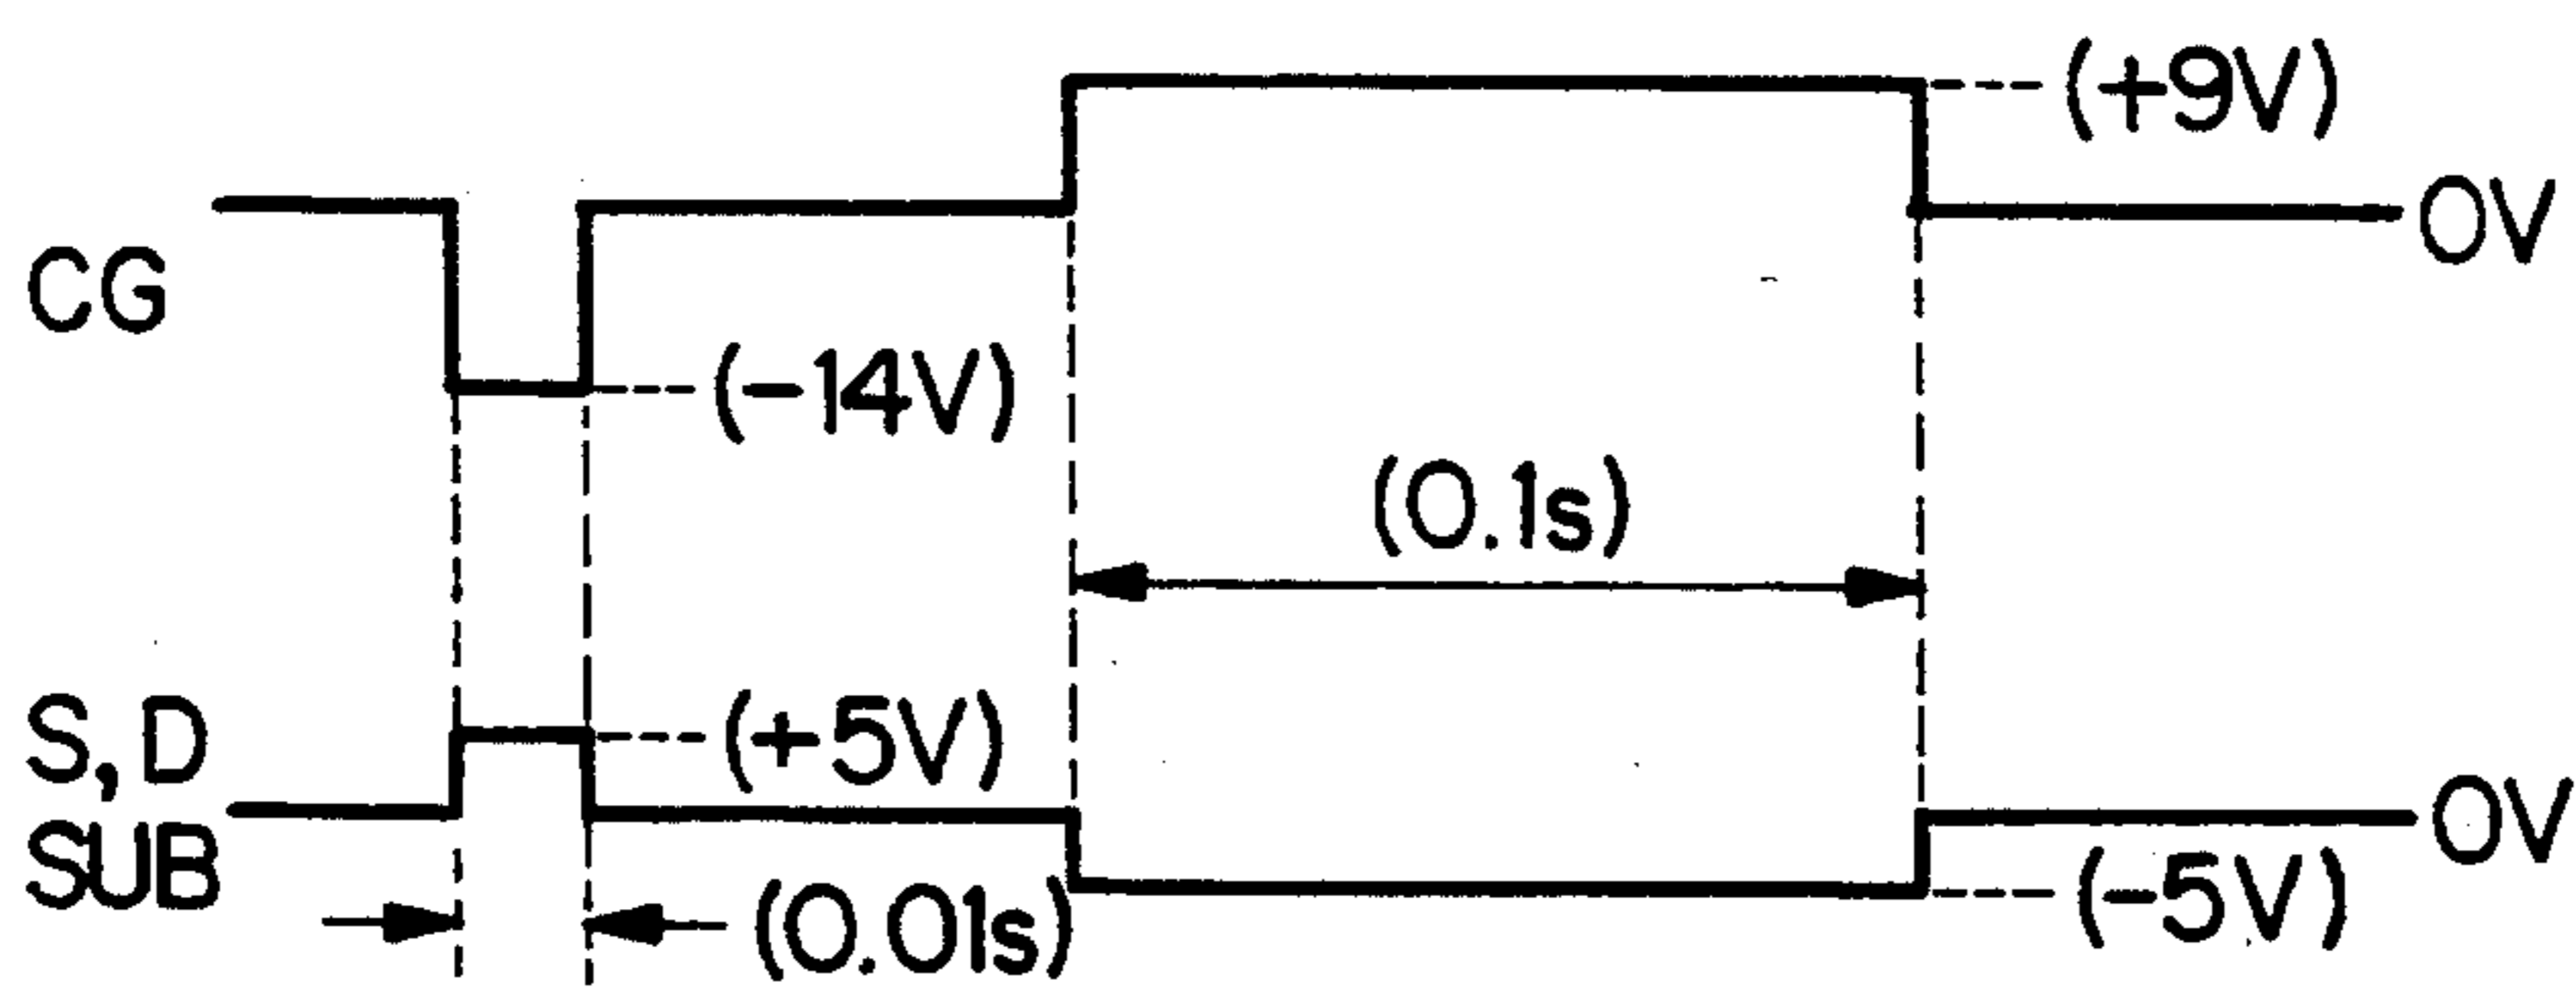 (+9V)
0V
CG
(-14V)
(0.1s)
S,D
(+5V)
0V
SUB
(-5V)
(0.01s)